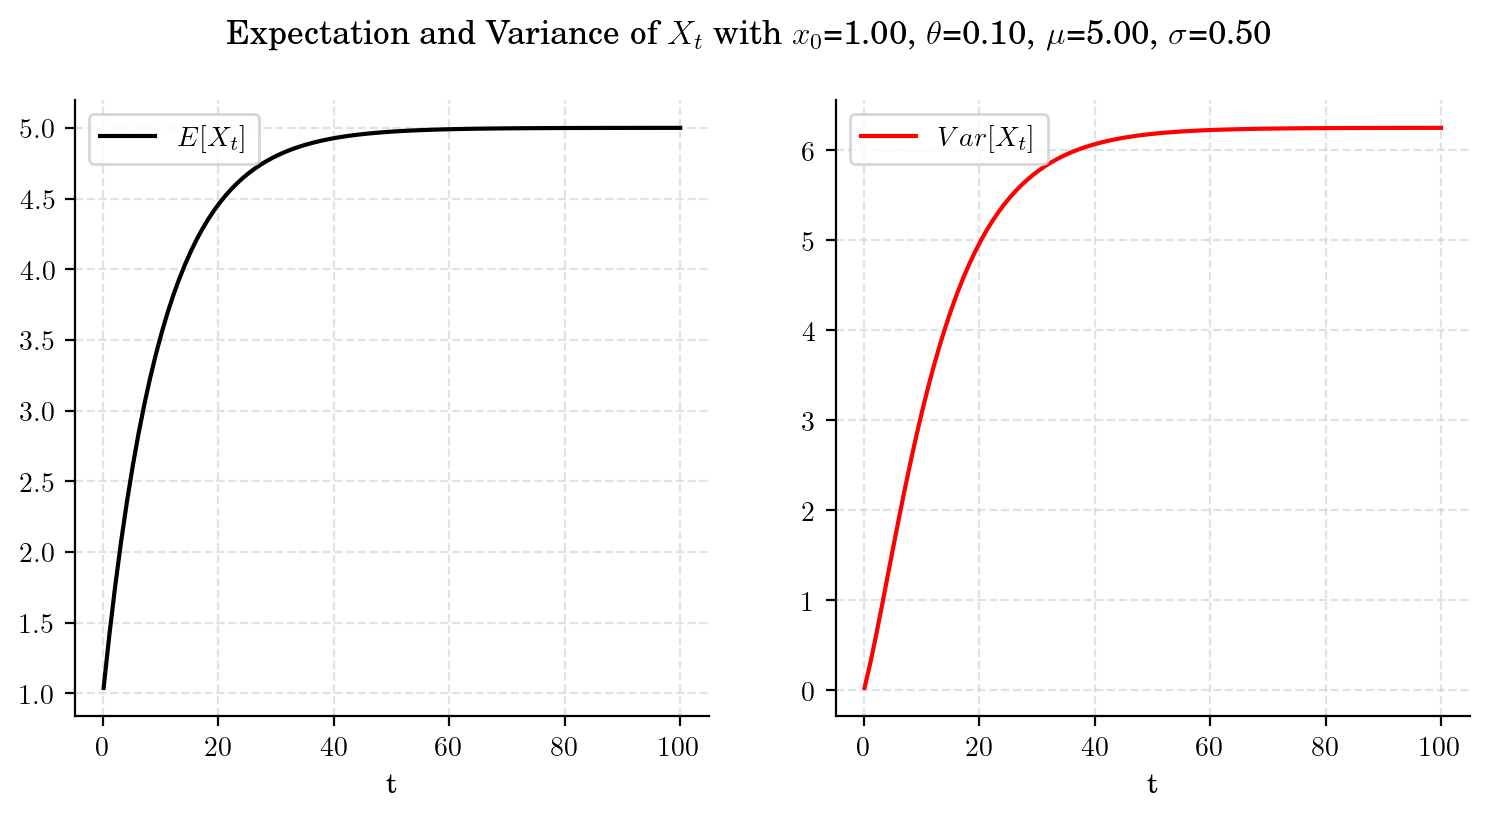 Expectation and Variance of $X_t$ with $x_0$=1.00, $\theta$=0.10, $\mu$=5.00, $\sigma$=0.50
$E[X_t]$
5.0
4.5
4.0
3.5
3.0
2.5
2.0
1.5
1.0
0 20 40 60 80 100
t
$Var[X_t]$
6
5
4
3
2
1
0
0 20 40 60 80 100
t